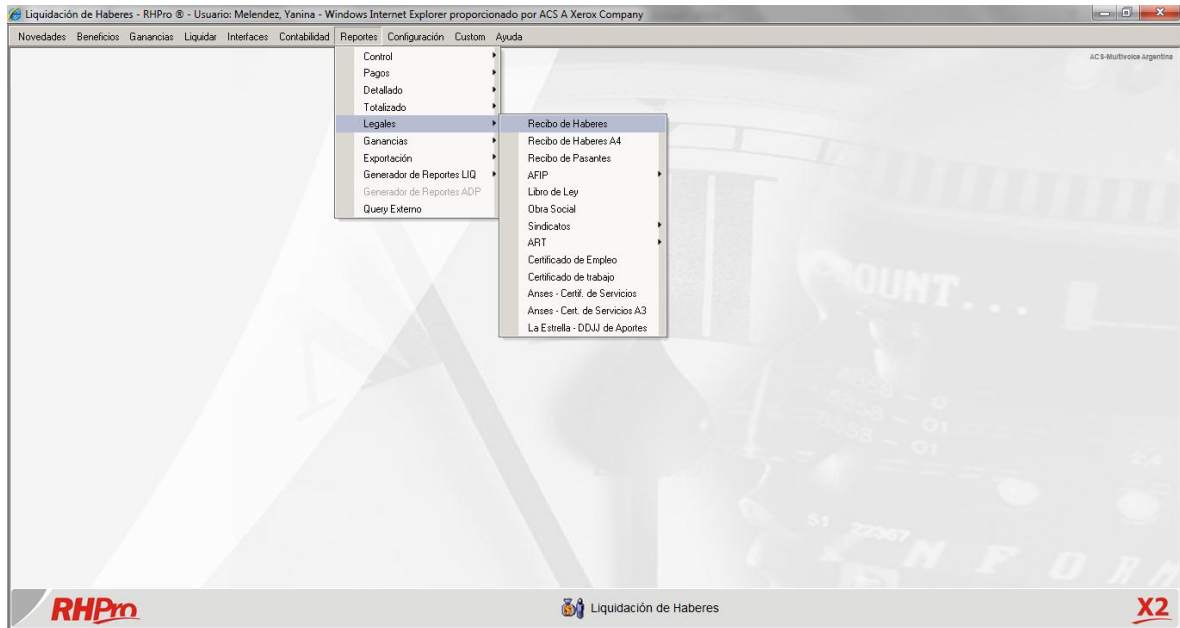 Liquidación de Haberes - RHPro ® - Usuario: Melendez, Yanina - Windows Internet Explorer proporcionado por ACS A Xerox Company
Novedades Beneficios Ganancias Liquidar Interfaces Contabilidad Reportes Configuración Custom Ayuda
ACS-Multivoice Argentina
Control
Pagos
Detallado
Totalizado
Legales
Ganancias
Exportación
Generador de Reportes LIQ
Generador de Reportes ADP
Query Externo
Recibo de Haberes
Recibo de Haberes A4
Recibo de Pasantes
AFIP
Libro de Ley
Obra Social
Sindicatos
ART
Certificado de Empleo
Certificado de trabajo
Anses - Certif. de Servicios
Anses - Cert. de Servicios A3
La Estrella - DDJJ de Aportes
OUNT...
51 22367
RHPro
Liquidación de Haberes
X2